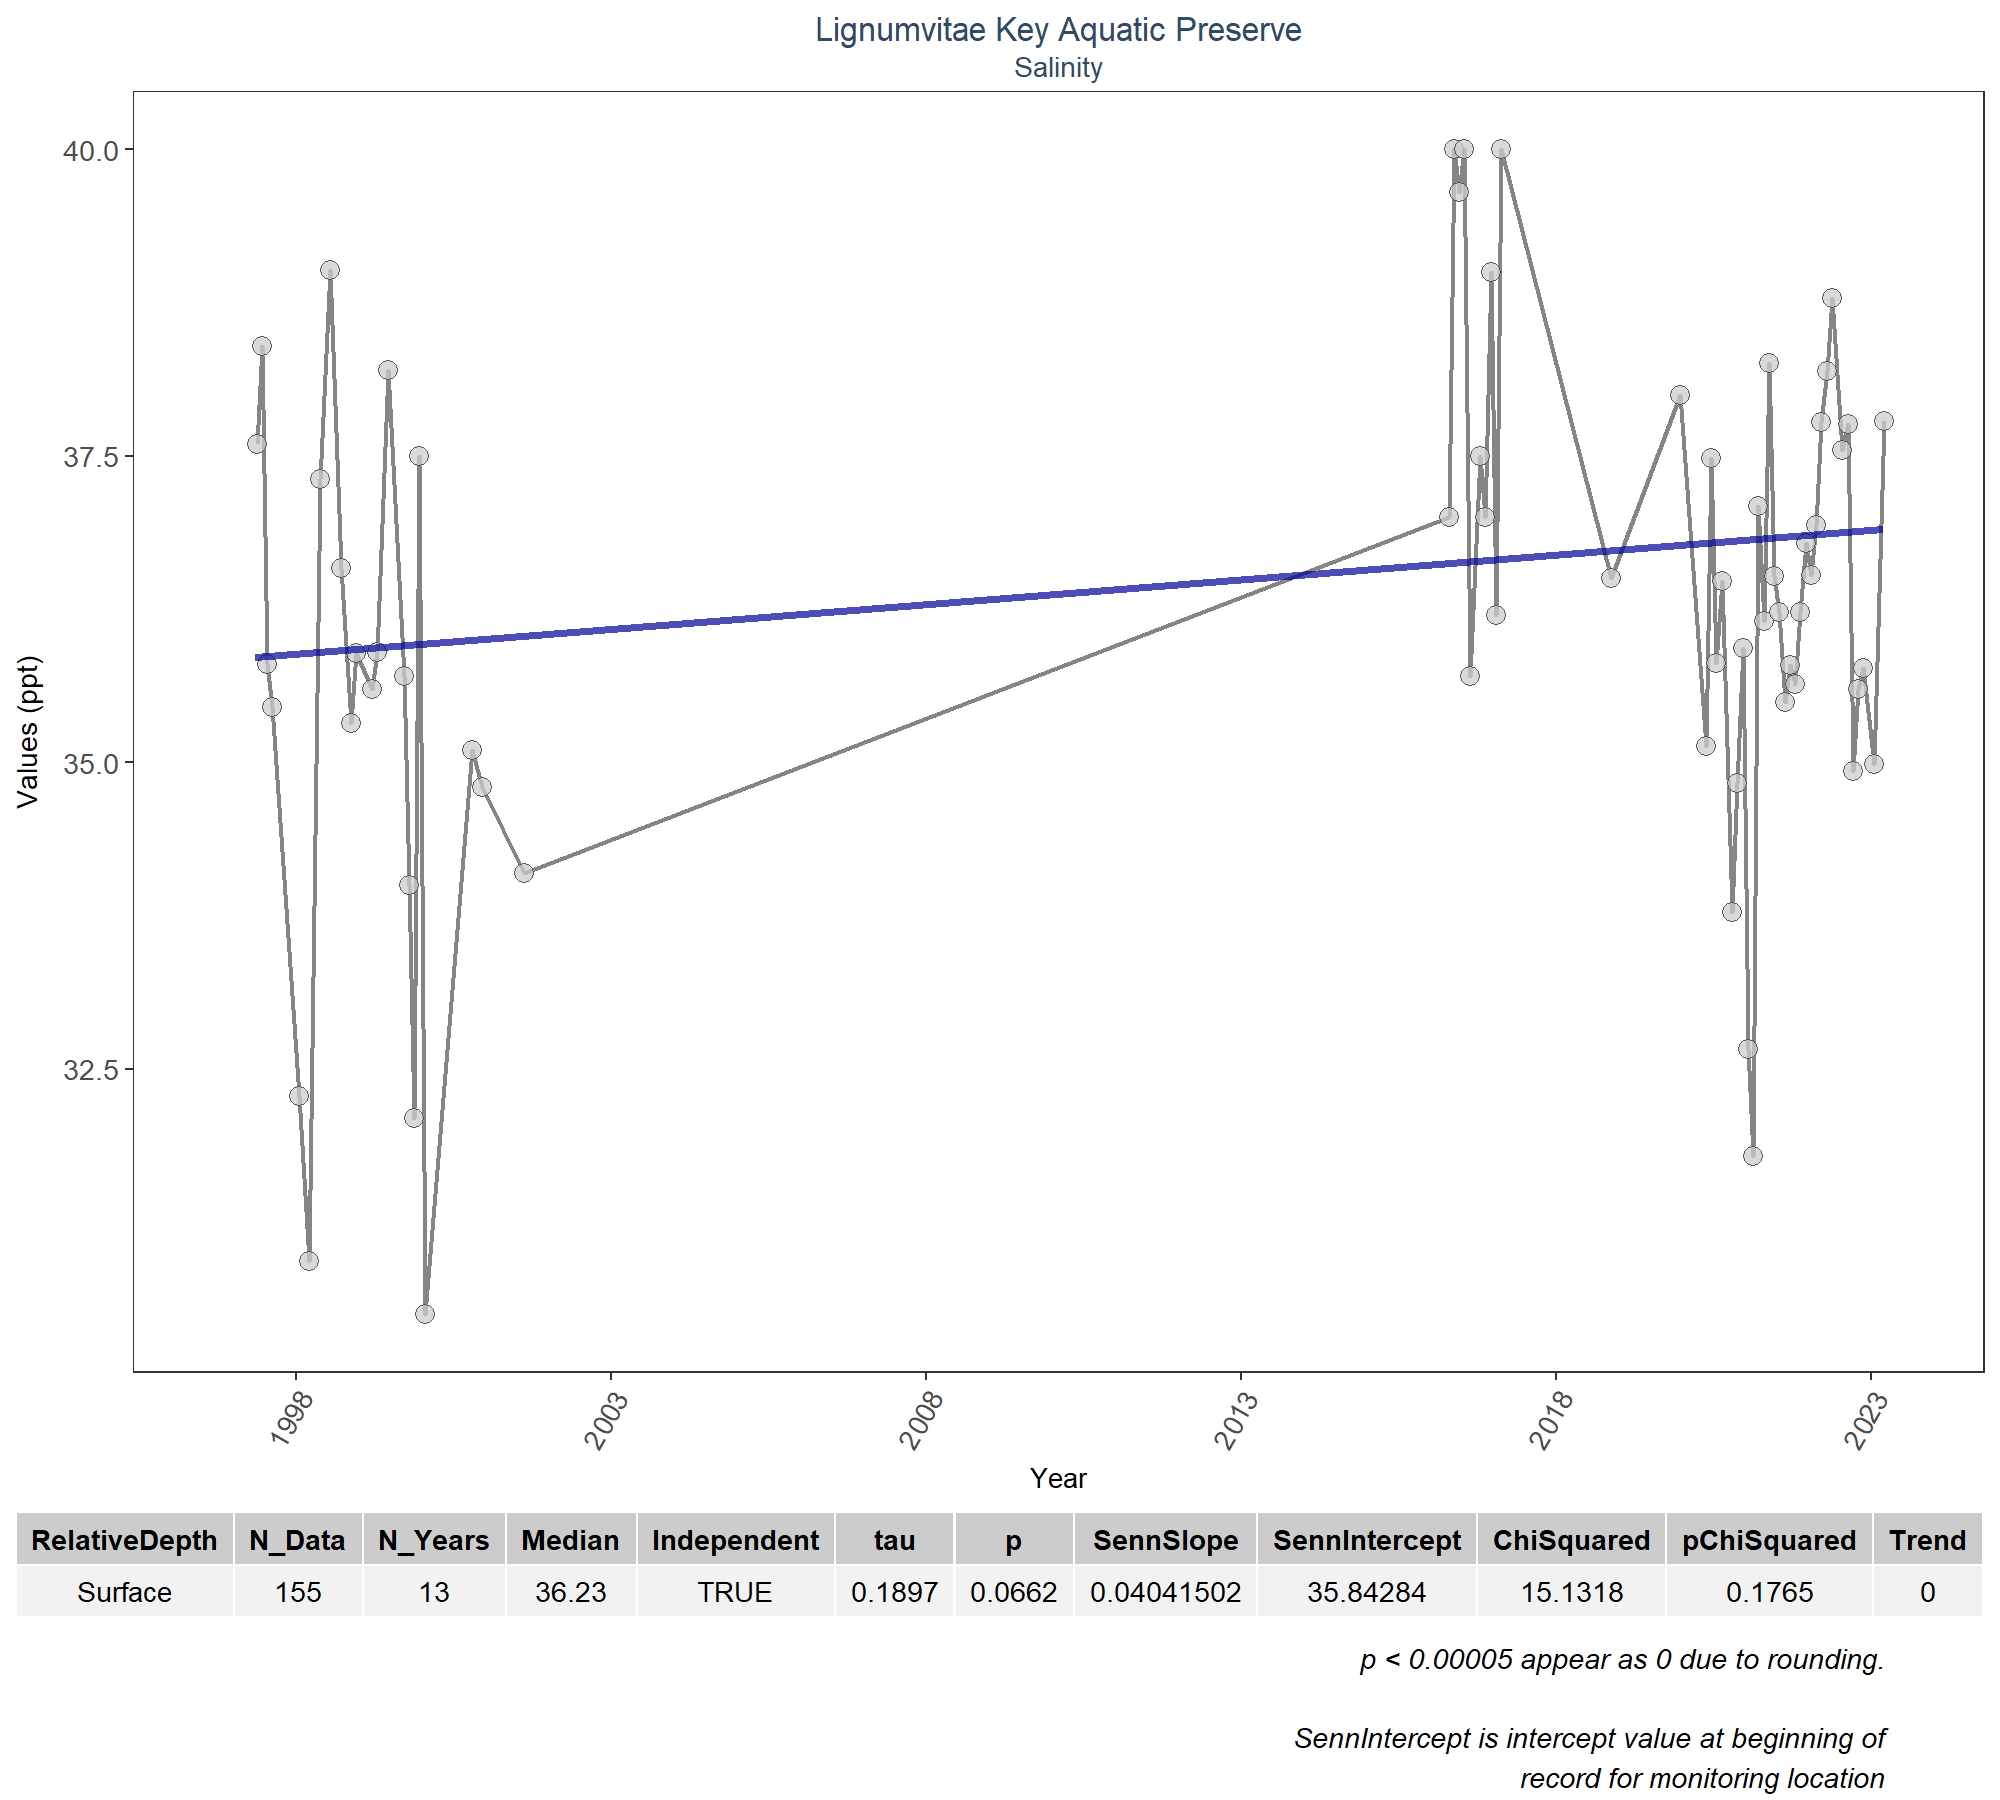 Lignumvitae Key Aquatic Preserve
Salinity
40.0
37.5
35.0
32.5
Values (ppt)
1998
2003
2008
2013
2018
2023
Year
RelativeDepth N_Data N_Years Median Independent tau p SennSlope SennIntercept ChiSquared pChiSquared Trend
Surface 155 13 36.23 TRUE 0.1897 0.0662 0.04041502 35.84284 15.1318 0.1765 0
p < 0.00005 appear as 0 due to rounding.
SennIntercept is intercept value at beginning of
record for monitoring location